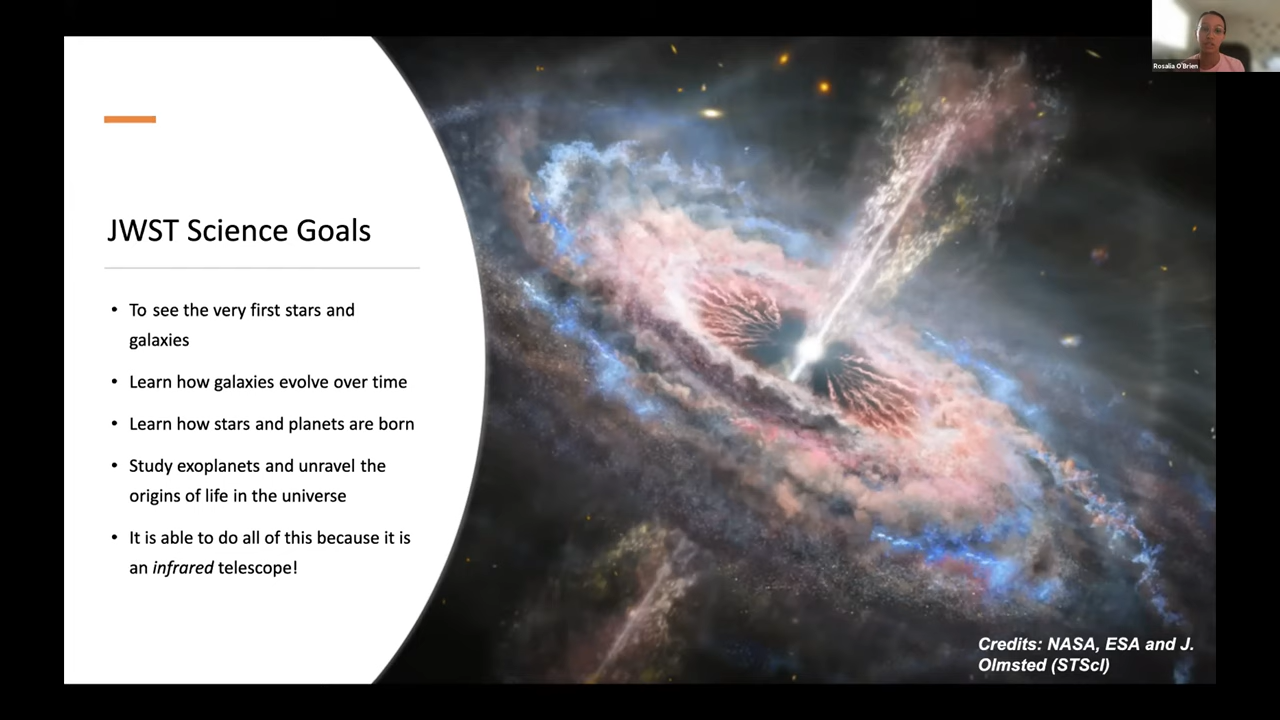 Rosalia O'Brien
JWST Science Goals
• To see the very first stars and
galaxies
• Learn how galaxies evolve over time
• Learn how stars and planets are born
• Study exoplanets and unravel the
origins of life in the universe
• It is able to do all of this because it is
an infrared telescope!
Credits: NASA, ESA and J.
Olmsted (STScI)